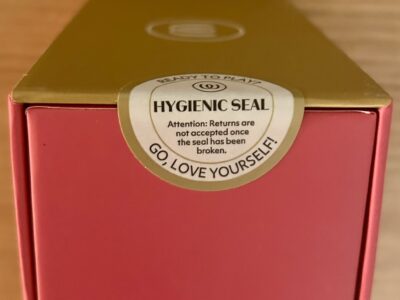 READY TO PLAY?
HYGIENIC SEAL
Attention: Returns are
not accepted once
the seal has been
broken.
GO, LOVE YOURSELF!